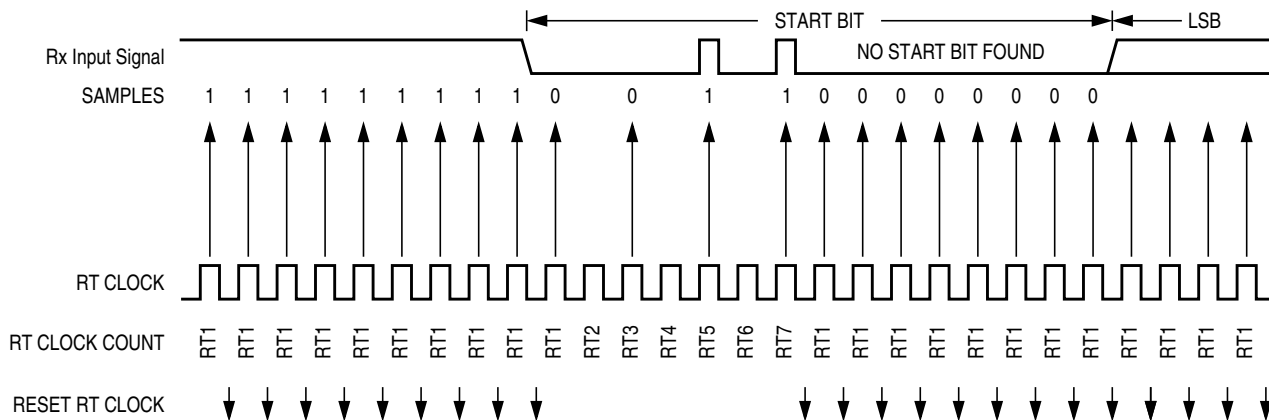 START BIT LSB
Rx Input Signal NO START BIT FOUND
SAMPLES 1 1 1 1 1 1 1 1 1 0 0 1 1 0 0 0 0 0 0 0 0
RT CLOCK
RT CLOCK COUNT RT1 RT1 RT1 RT1 RT1 RT1 RT1 RT1 RT1 RT1 RT2 RT3 RT4 RT5 RT6 RT7 RT1 RT1 RT1 RT1 RT1 RT1 RT1 RT1 RT1 RT1 RT1 RT1
RESET RT CLOCK